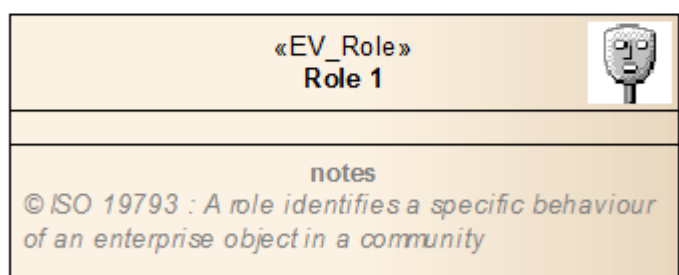 «EV_Role»
Role 1
notes
© ISO 19793 : A role identifies a specific behaviour
of an enterprise object in a community